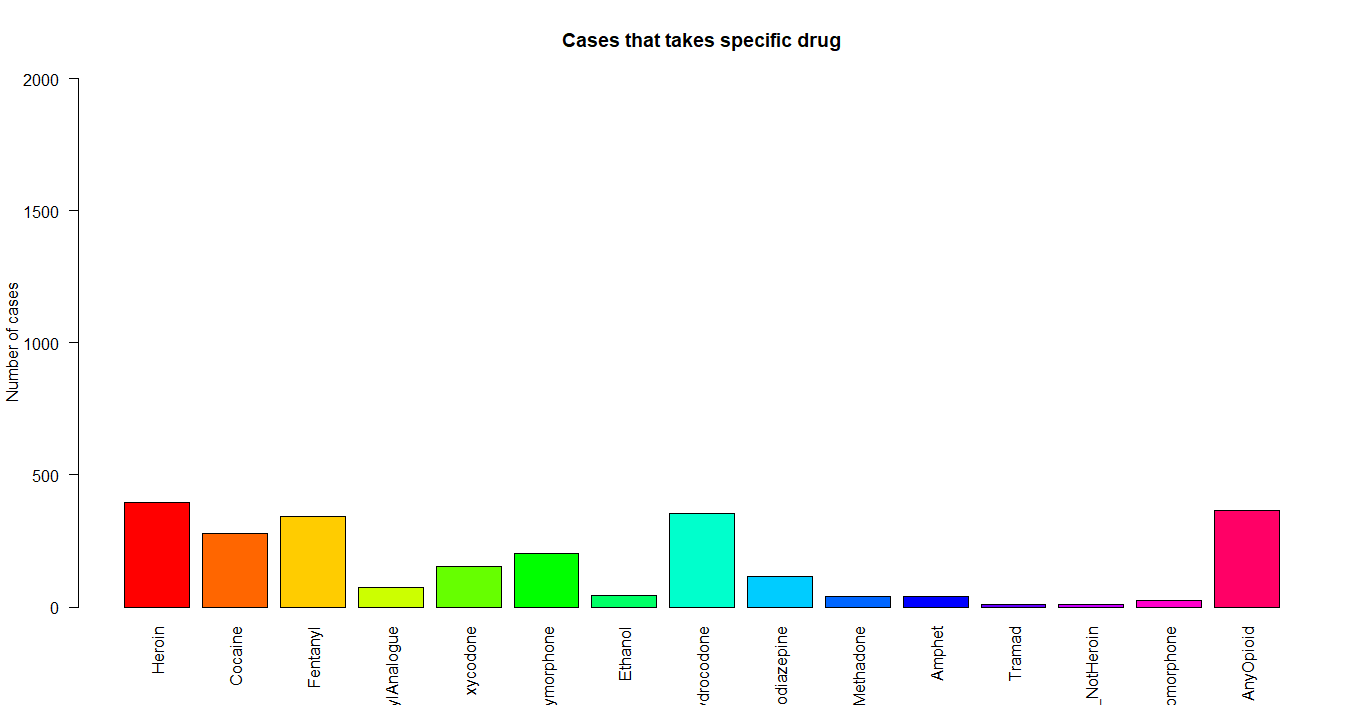 Cases that takes specific drug
Number of cases
2000
1500
1000
500
0
Heroin
Cocaine
Fentanyl
ylAnalogue
xycodone
ymorphone
Ethanol
ydrocodone
odiazepine
Methadone
Amphet
Tramad
_NotHeroin
omorphone
AnyOpioid